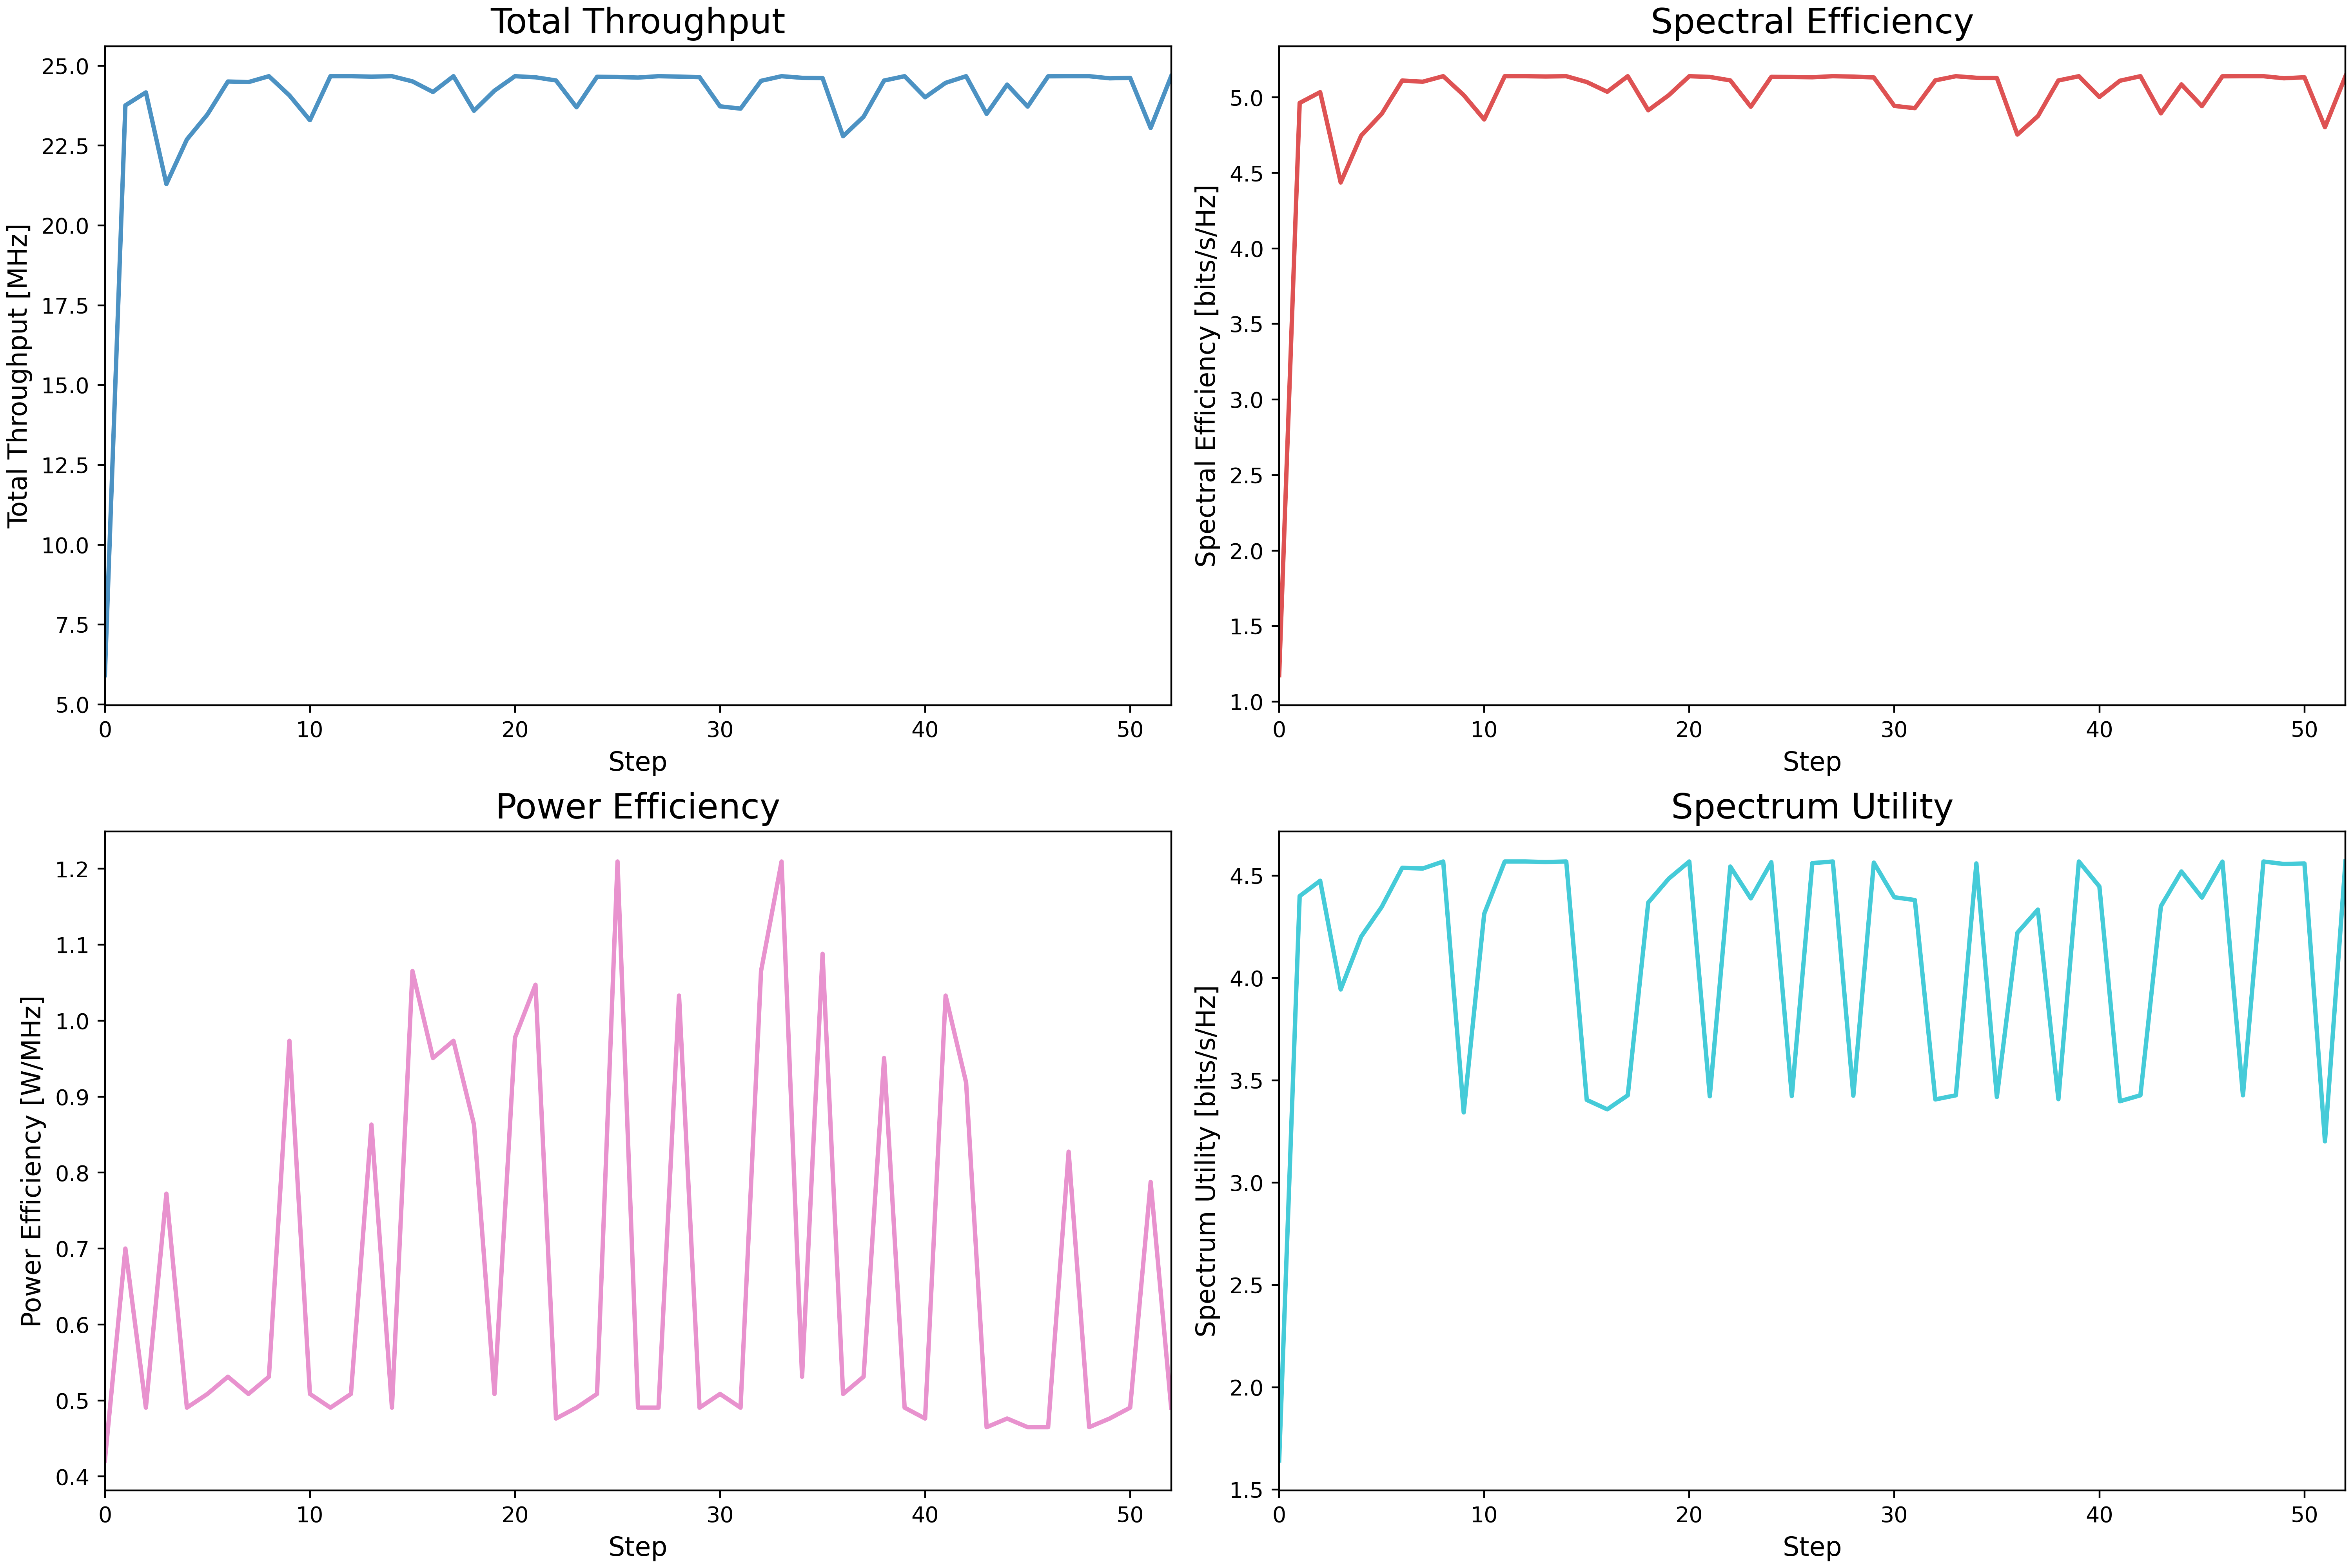 Total Throughput
Total Throughput [MHz]
25.0
22.5
20.0
17.5
15.0
12.5
10.0
7.5
5.0
0 10 20 30 40 50
Step
Spectral Efficiency
Spectral Efficiency [bits/s/Hz]
5.0
4.5
4.0
3.5
3.0
2.5
2.0
1.5
1.0
0 10 20 30 40 50
Step
Power Efficiency
Power Efficiency [W/MHz]
1.2
1.1
1.0
0.9
0.8
0.7
0.6
0.5
0.4
0 10 20 30 40 50
Step
Spectrum Utility
Spectrum Utility [bits/s/Hz]
4.5
4.0
3.5
3.0
2.5
2.0
1.5
0 10 20 30 40 50
Step